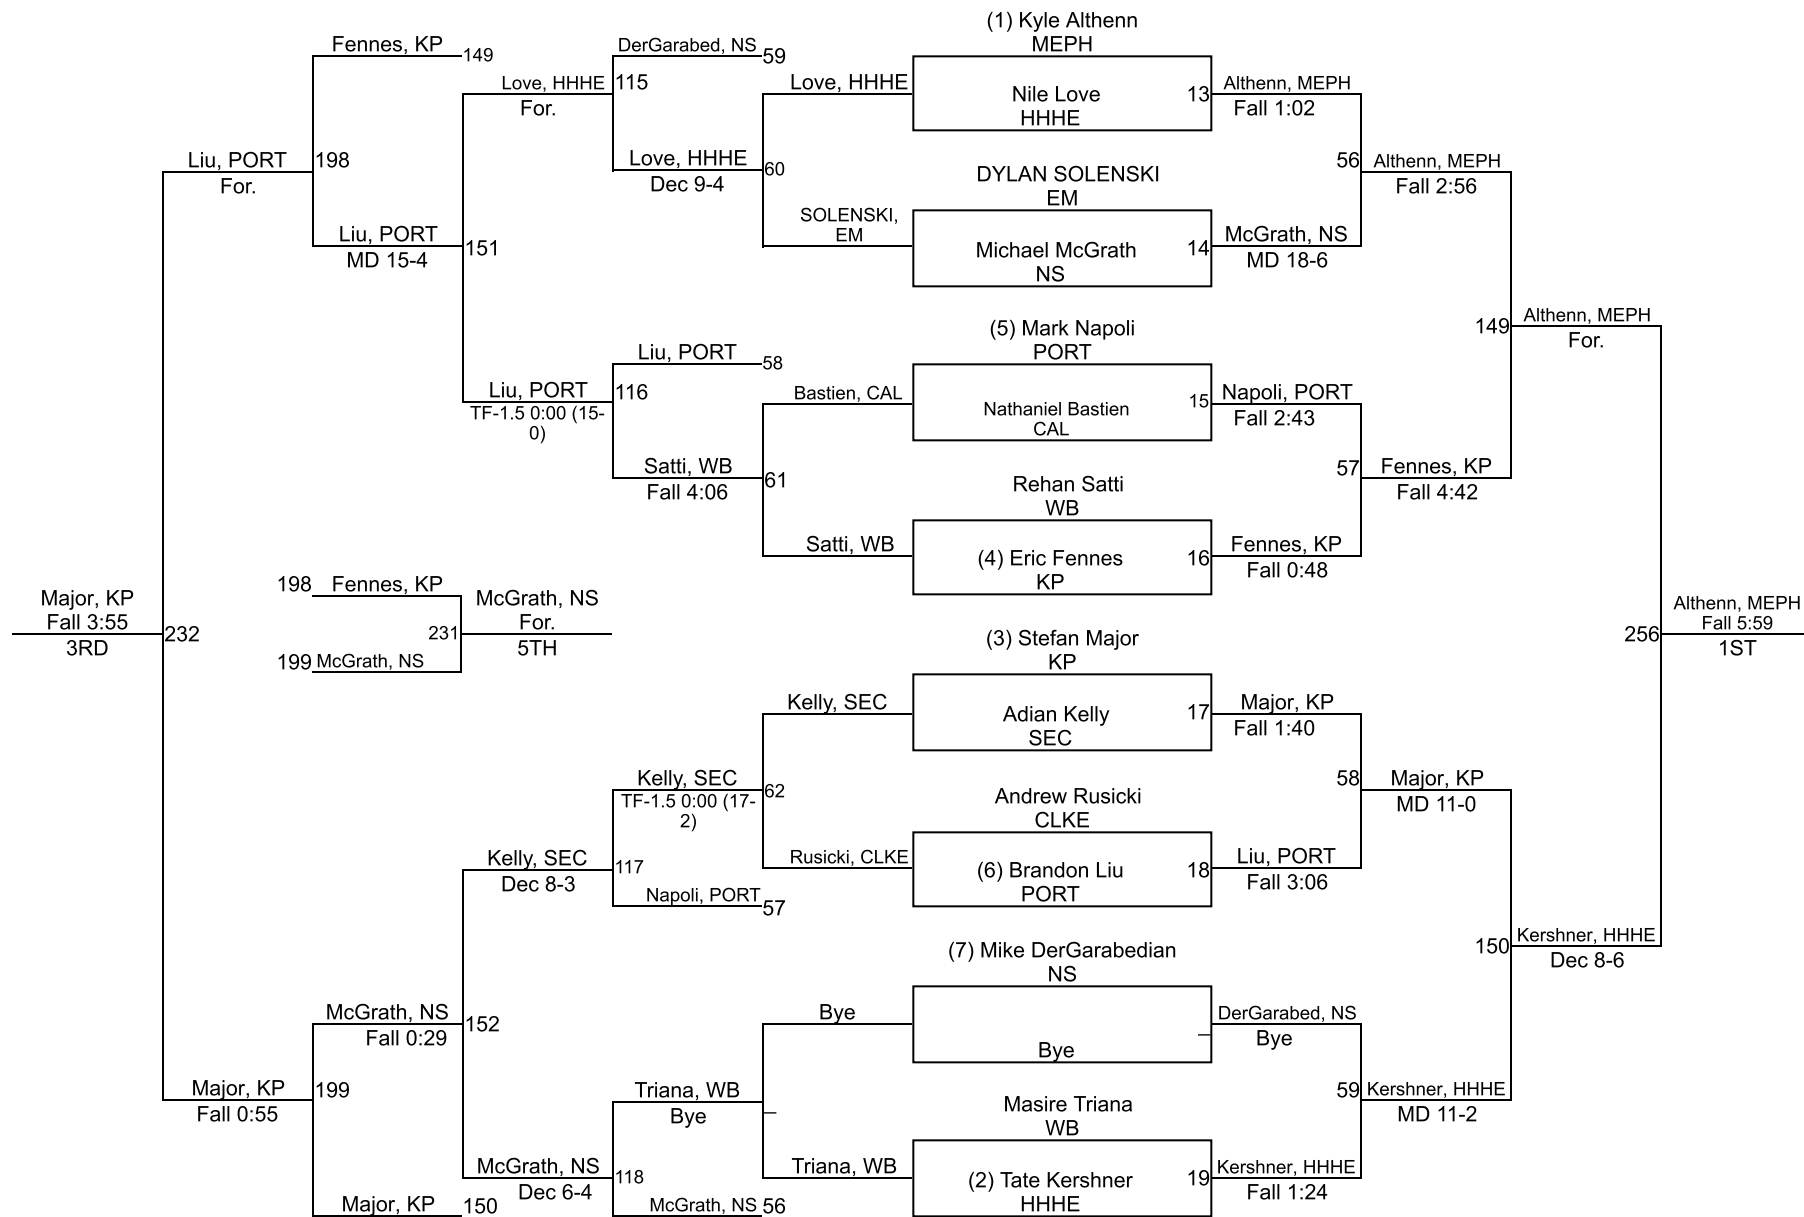 (1) Kyle Althenn
MEPH
Fennes, KP
149
DerGarabed, NS
59
Love, HHHE
115
For.
Love, HHHE
Nile Love
HHHE
13
Althenn, MEPH
Fall 1:02
Liu, PORT
198
For.
Love, HHHE
60
Dec 9-4
DYLAN SOLENSKI
EM
56
Althenn, MEPH
Fall 2:56
Liu, PORT
151
MD 15-4
SOLENSKI,
EM
Michael McGrath
NS
14
McGrath, NS
MD 18-6
(5) Mark Napoli
PORT
149
Althenn, MEPH
For.
Liu, PORT
58
Liu, PORT
116
TF-1.5 0:00 (15-
0)
Bastien, CAL
Nathaniel Bastien
CAL
15
Napoli, PORT
Fall 2:43
Satti, WB
61
Fall 4:06
Rehan Satti
WB
57
Fennes, KP
Fall 4:42
Satti, WB
(4) Eric Fennes
KP
16
Fennes, KP
Fall 0:48
198
Fennes, KP
Major, KP
Fall 3:55
3RD
232
McGrath, NS
231
For.
5TH
199
McGrath, NS
Althenn, MEPH
Fall 5:59
256
1ST
(3) Stefan Major
KP
Kelly, SEC
Adian Kelly
SEC
17
Major, KP
Fall 1:40
Kelly, SEC
62
TF-1.5 0:00 (17-
2)
Andrew Rusicki
CLKE
58
Major, KP
MD 11-0
Kelly, SEC
117
Dec 8-3
Rusicki, CLKE
(6) Brandon Liu
PORT
18
Liu, PORT
Fall 3:06
Napoli, PORT
57
(7) Mike DerGarabedian
NS
150
Kershner, HHHE
Dec 8-6
McGrath, NS
152
Fall 0:29
Bye
Bye
DerGarabed, NS
Bye
Major, KP
199
Fall 0:55
Triana, WB
Bye
Masire Triana
WB
59
Kershner, HHHE
MD 11-2
McGrath, NS
118
Dec 6-4
Triana, WB
(2) Tate Kershner
HHHE
19
Kershner, HHHE
Fall 1:24
Major, KP
150
McGrath, NS
56